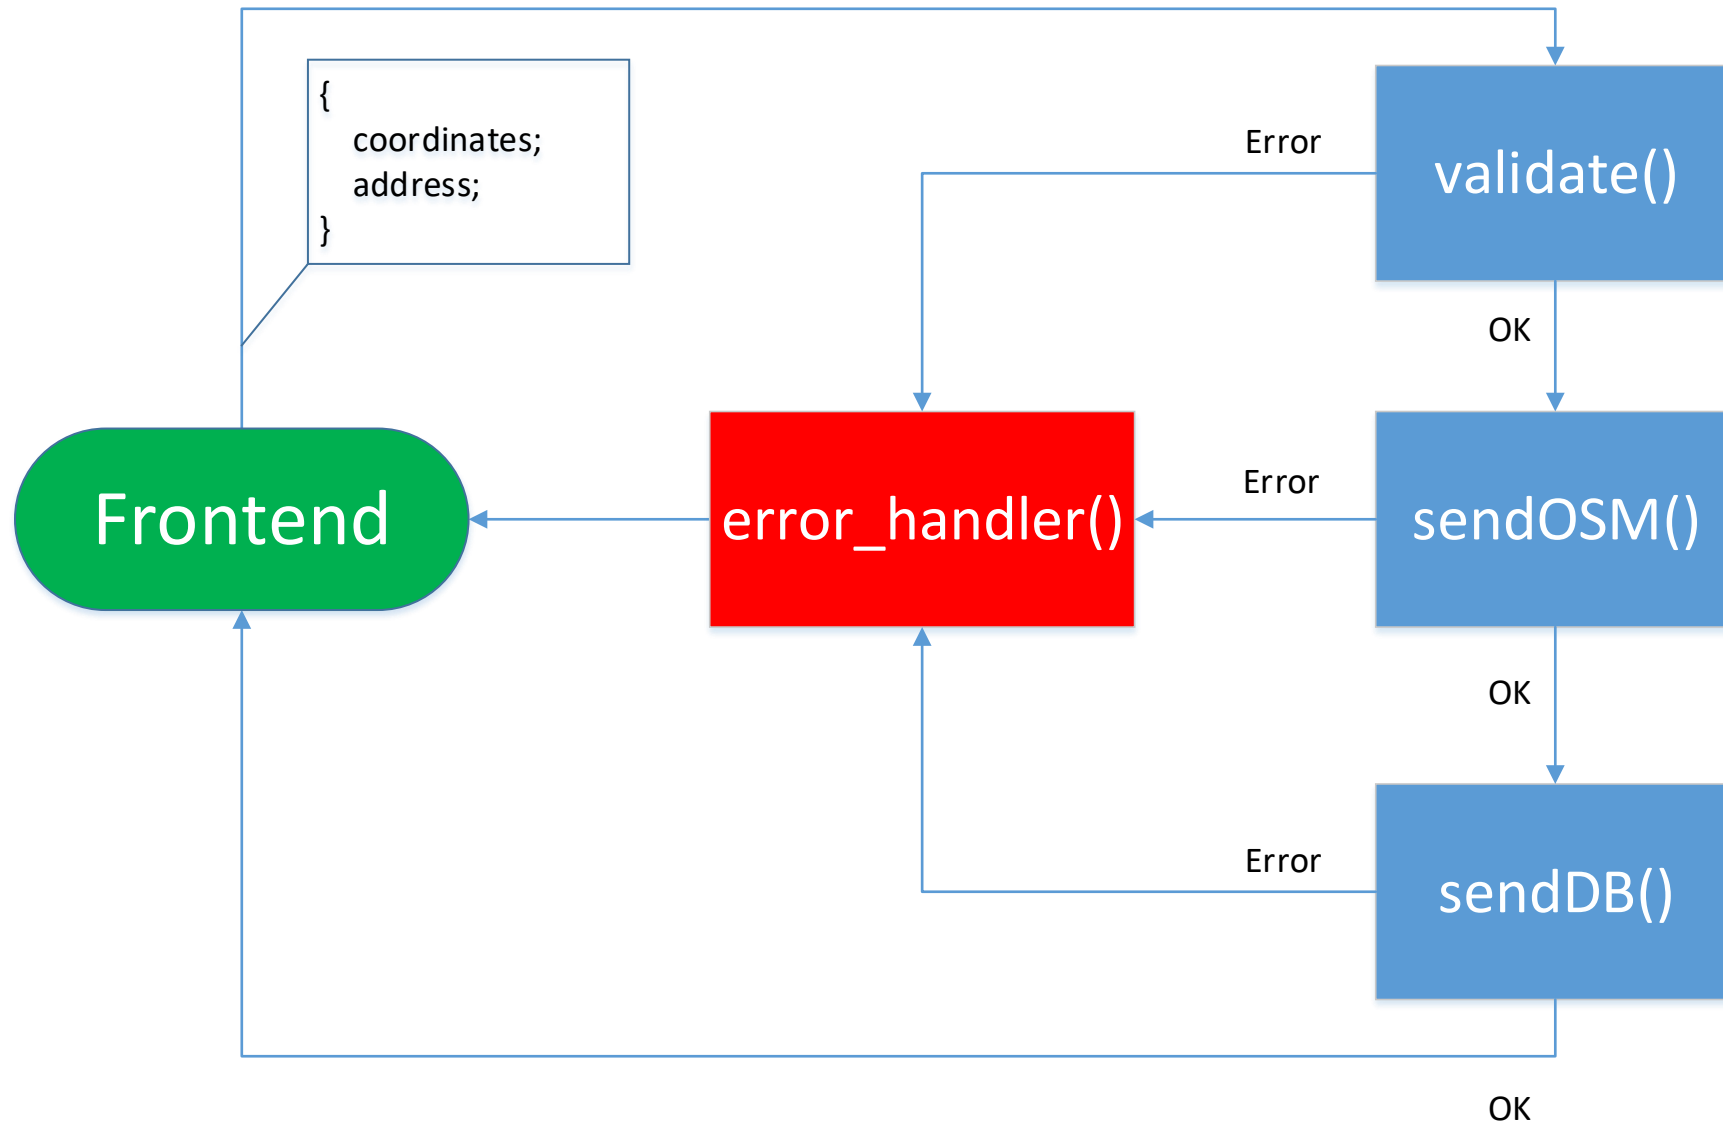 {
coordinates;
address;
}
Error
validate()
OK
Frontend
error_handler()
Error
sendOSM()
OK
Error
sendDB()
OK